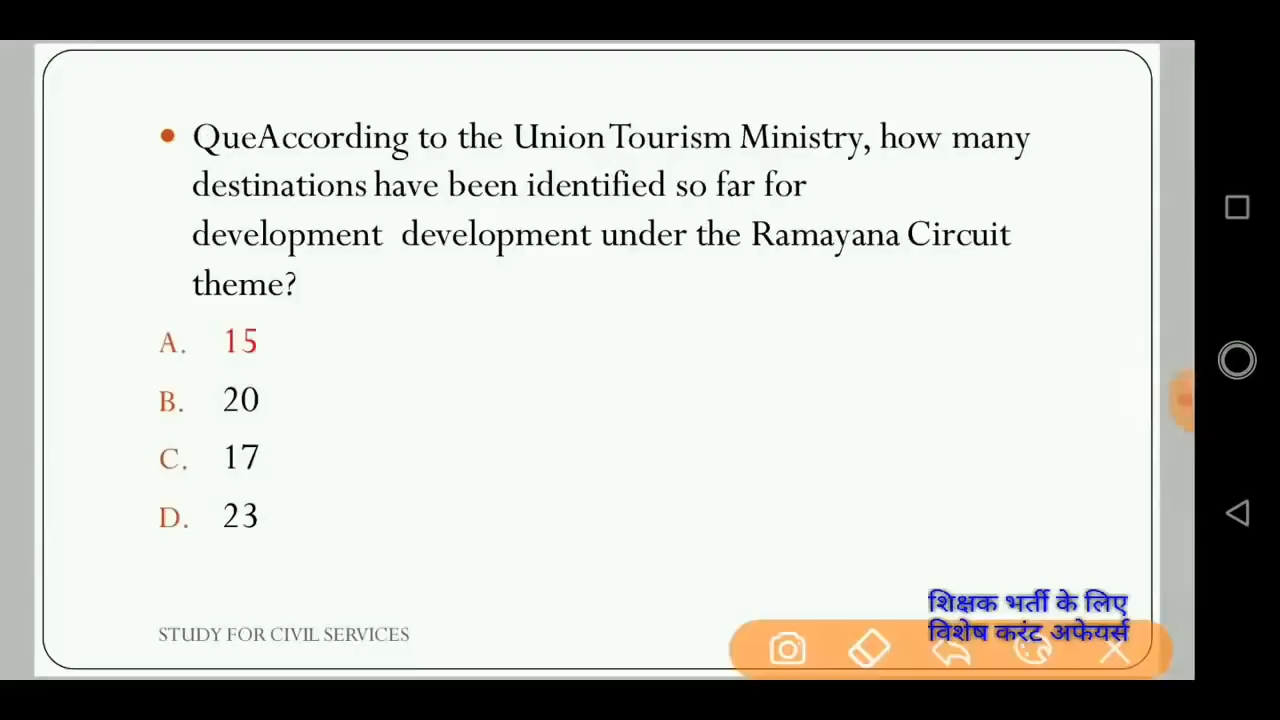 QueAccording to the Union Tourism Ministry, how many
destinations have been identified so far for
development development under the Ramayana Circuit
theme?
A. 15
B. 20
C. 17
D. 23
शिक्षक भर्ती के लिए
विशेष करंट अफेयर्स
STUDY FOR CIVIL SERVICES